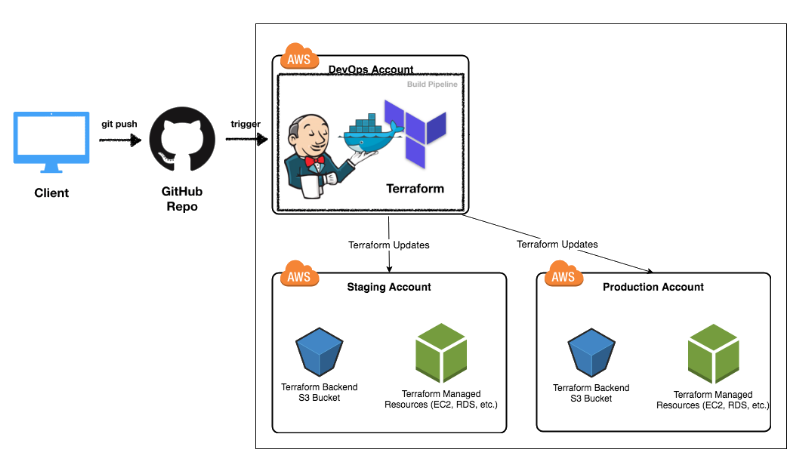 AWS
DevOps Account
Build Pipeline
git push
trigger
Terraform
Client
GitHub
Repo
Terraform Updates
Terraform Updates
AWS
Staging Account
AWS
Production Account
Terraform Backend
S3 Bucket
Terraform Managed
Resources (EC2, RDS, etc.)
Terraform Backend
S3 Bucket
Terraform Managed
Resources (EC2, RDS, etc.)